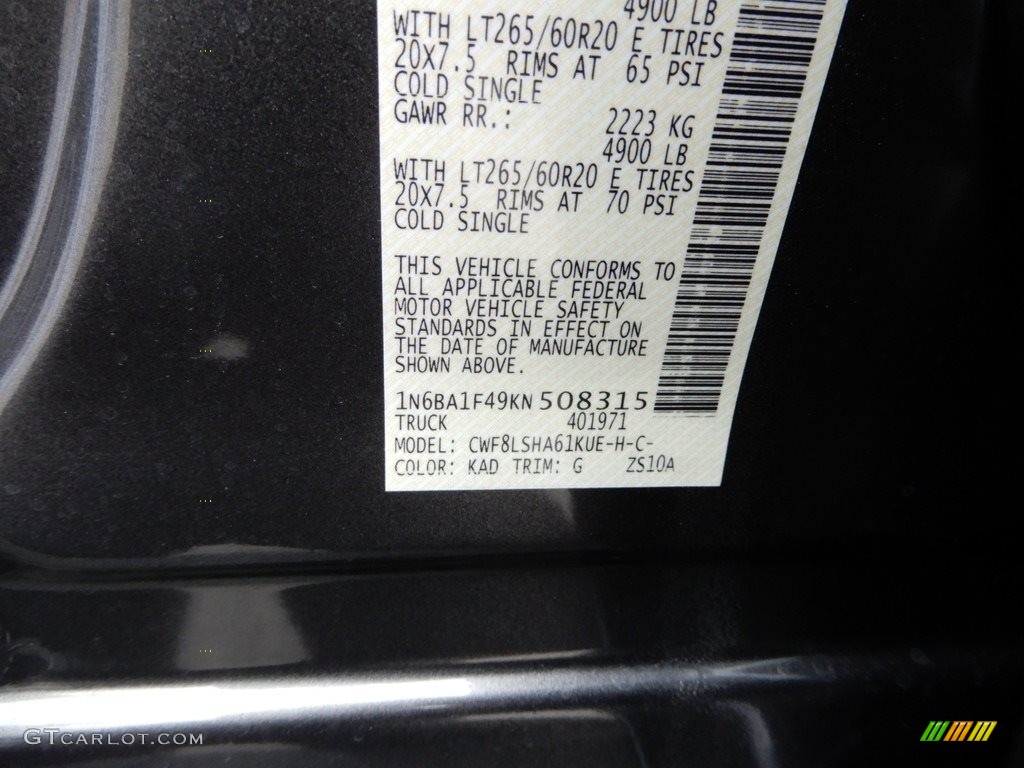 4900 LB
WITH LT265/60R20 E TIRES
20X7.5 RIMS AT 65 PSI
COLD SINGLE
GAWR RR.: 2223 KG
4900 LB
WITH LT265/60R20 E TIRES
20X7.5 RIMS AT 70 PSI
COLD SINGLE
THIS VEHICLE CONFORMS TO
ALL APPLICABLE FEDERAL
MOTOR VEHICLE SAFETY
STANDARDS IN EFFECT ON
THE DATE OF MANUFACTURE
SHOWN ABOVE.
1N6BA1F49KN508315
TRUCK 401971
MODEL: CWF8LSHA61KUE-H-C-
COLOR: KAD TRIM: G ZS10A
GTCARLOT.COM